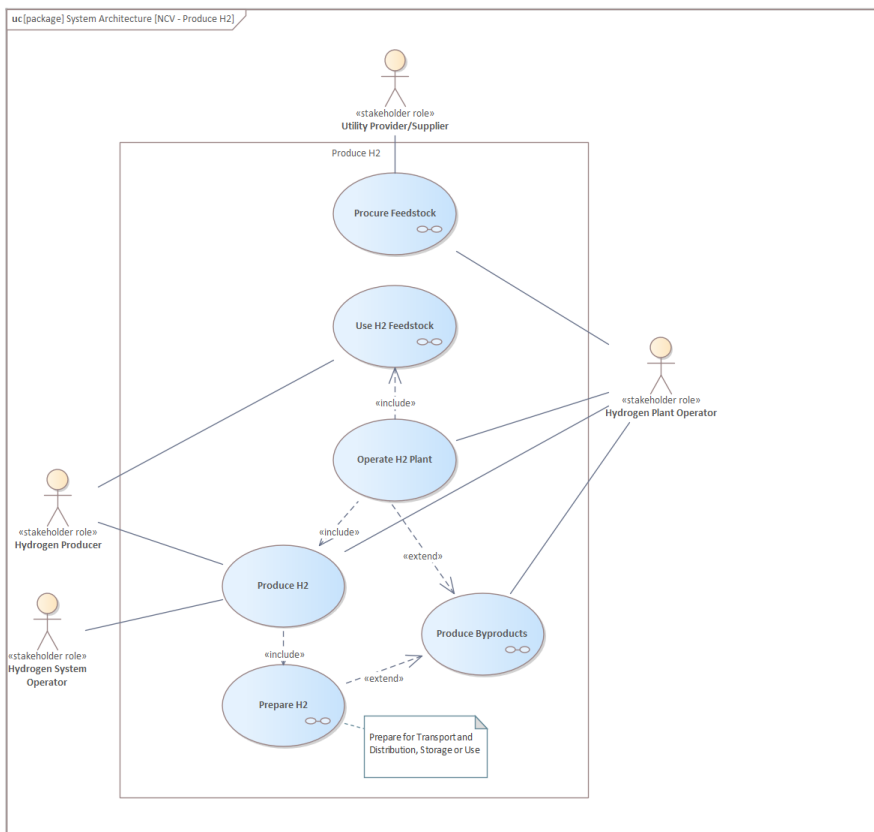 uc [package] System Architecture [NCV - Produce H2]
«stakeholder role»
Utility Provider/Supplier
Produce H2
Procure Feedstock
Use H2 Feedstock
«stakeholder role»
Hydrogen Plant Operator
«include»
Operate H2 Plant
«stakeholder role»
Hydrogen Producer
«include»
«extend»
Produce H2
Produce Byproducts
«stakeholder role»
Hydrogen System
Operator
«include»
«extend»
Prepare H2
Prepare for Transport and
Distribution, Storage or Use